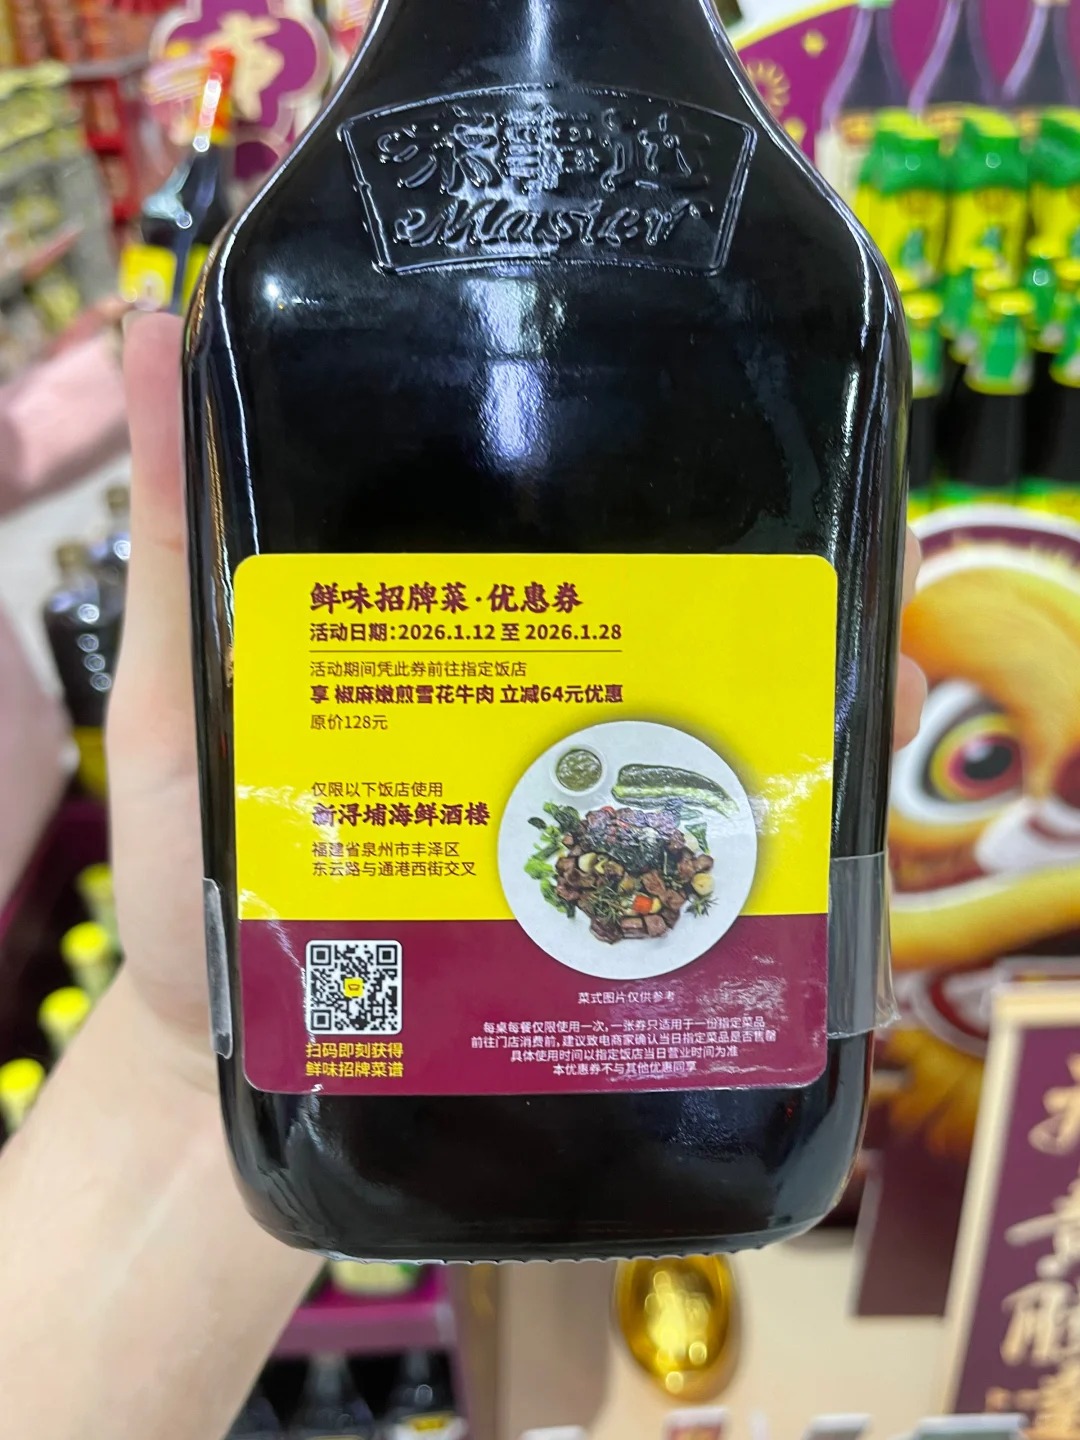 味事达
Master
鲜味招牌菜·优惠券
活动日期:2026.1.12 至 2026.1.28
活动期间凭此券前往指定饭店
享 椒麻嫩煎雪花牛肉 立减64元优惠
原价128元
仅限以下饭店使用
新浔埔海鲜酒楼
福建省泉州市丰泽区
东云路与通港西街交叉
扫码即刻获得
鲜味招牌菜谱
菜式图片仅供参考
每桌每餐仅限使用一次,一张券只适用于一份指定菜品
前往门店消费前,建议致电商家确认当日指定菜品是否售罄
具体使用时间以指定饭店当日营业时间为准
本优惠券不与其他优惠同享